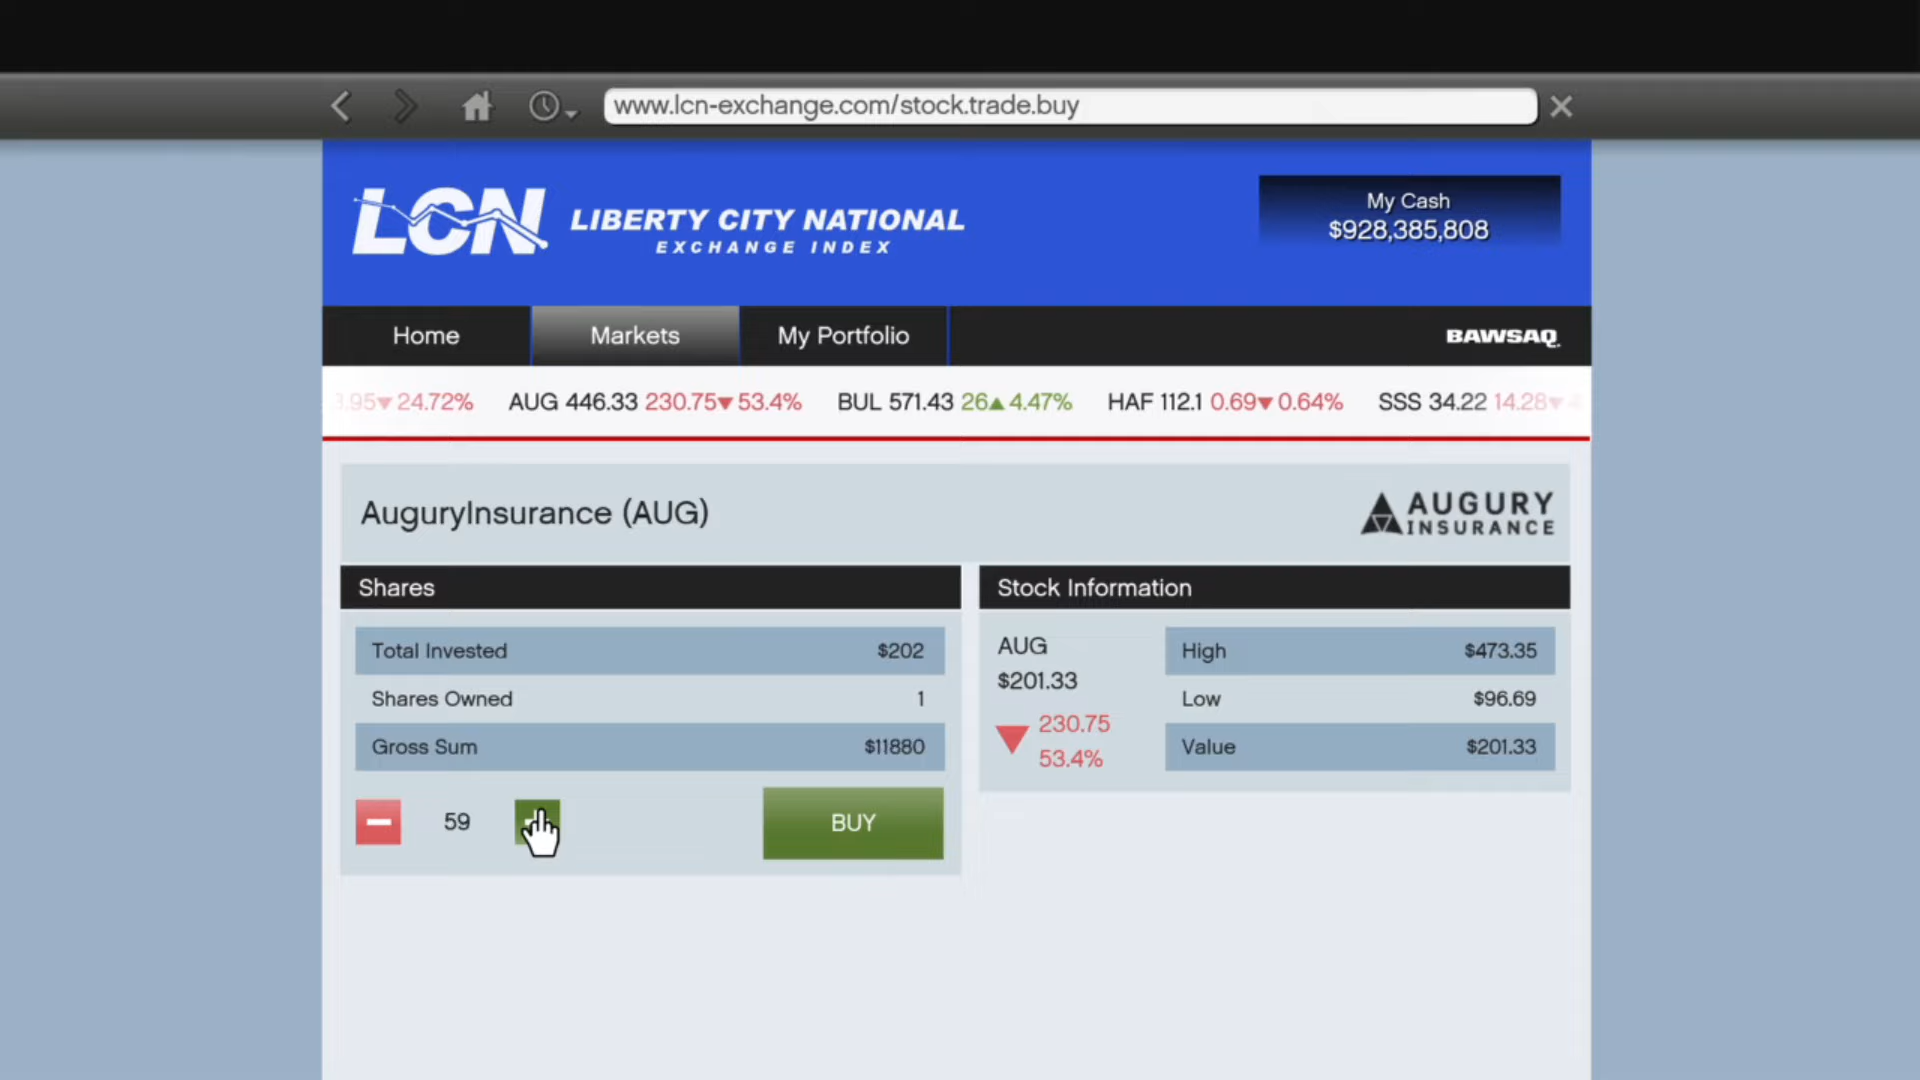 www.lcn-exchange.com/stock.trade.buy
LCN LIBERTY CITY NATIONAL
EXCHANGE INDEX
My Cash
$928,385,808
Home Markets My Portfolio BAWSAQ
.95▼24.72% AUG 446.33 230.75▼53.4% BUL 571.43 26▲4.47% HAF 112.1 0.69▼0.64% SSS 34.22 14.28▼
AuguryInsurance (AUG)
AUGURY
INSURANCE
Shares
Total Invested $202
Shares Owned 1
Gross Sum $11880
59
BUY
Stock Information
AUG
$201.33
230.75
53.4%
High $473.35
Low $96.69
Value $201.33